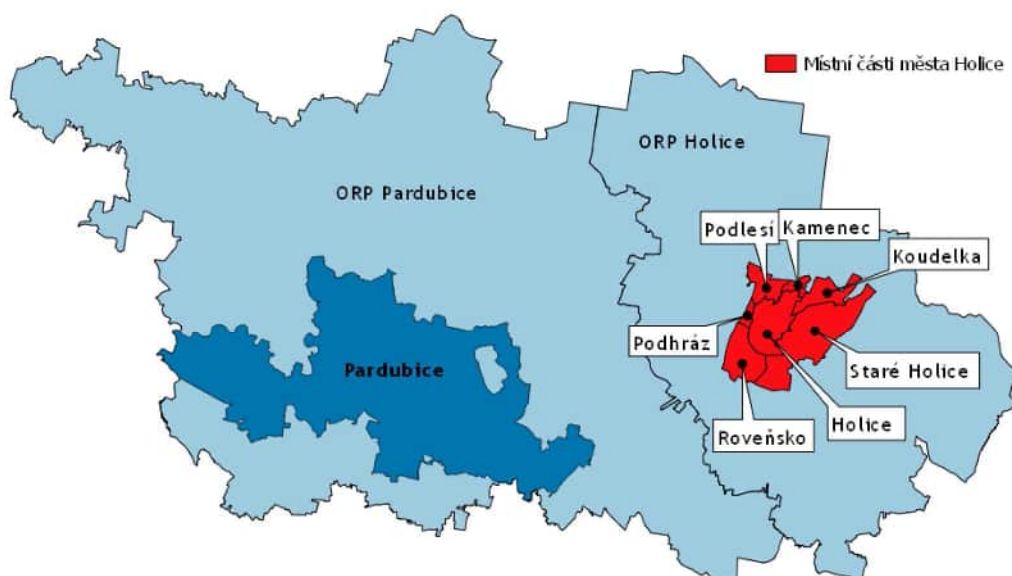 Místní části města Holice
ORP Holice
ORP Pardubice
Podlesí
Kamenec
Koudelka
Podhráz
Pardubice
Staré Holice
Holice
Roveňsko